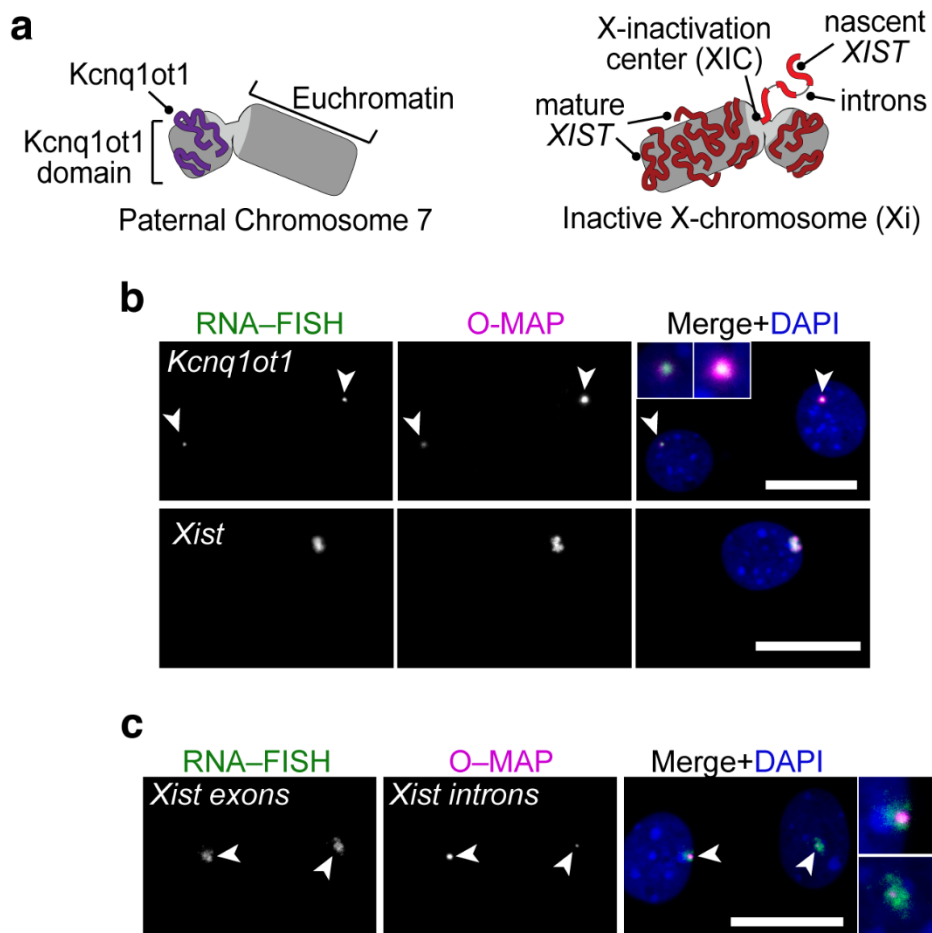 a
Kcnq1ot1
Kcnq1ot1
domain
Euchromatin
Paternal Chromosome 7
X-inactivation
center (XIC)
nascent
XIST
mature
XIST
introns
Inactive X-chromosome (Xi)
b
RNA–FISH
O-MAP
Merge+DAPI
Kcnq1ot1
Xist
c
RNA–FISH
O–MAP
Merge+DAPI
Xist exons
Xist introns